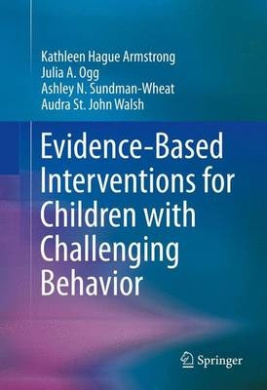 Kathleen Hague Armstrong
Julia A. Ogg
Ashley N. Sundman-Wheat
Audra St. John Walsh
Evidence-Based
Interventions for
Children with
Challenging
Behavior
Springer